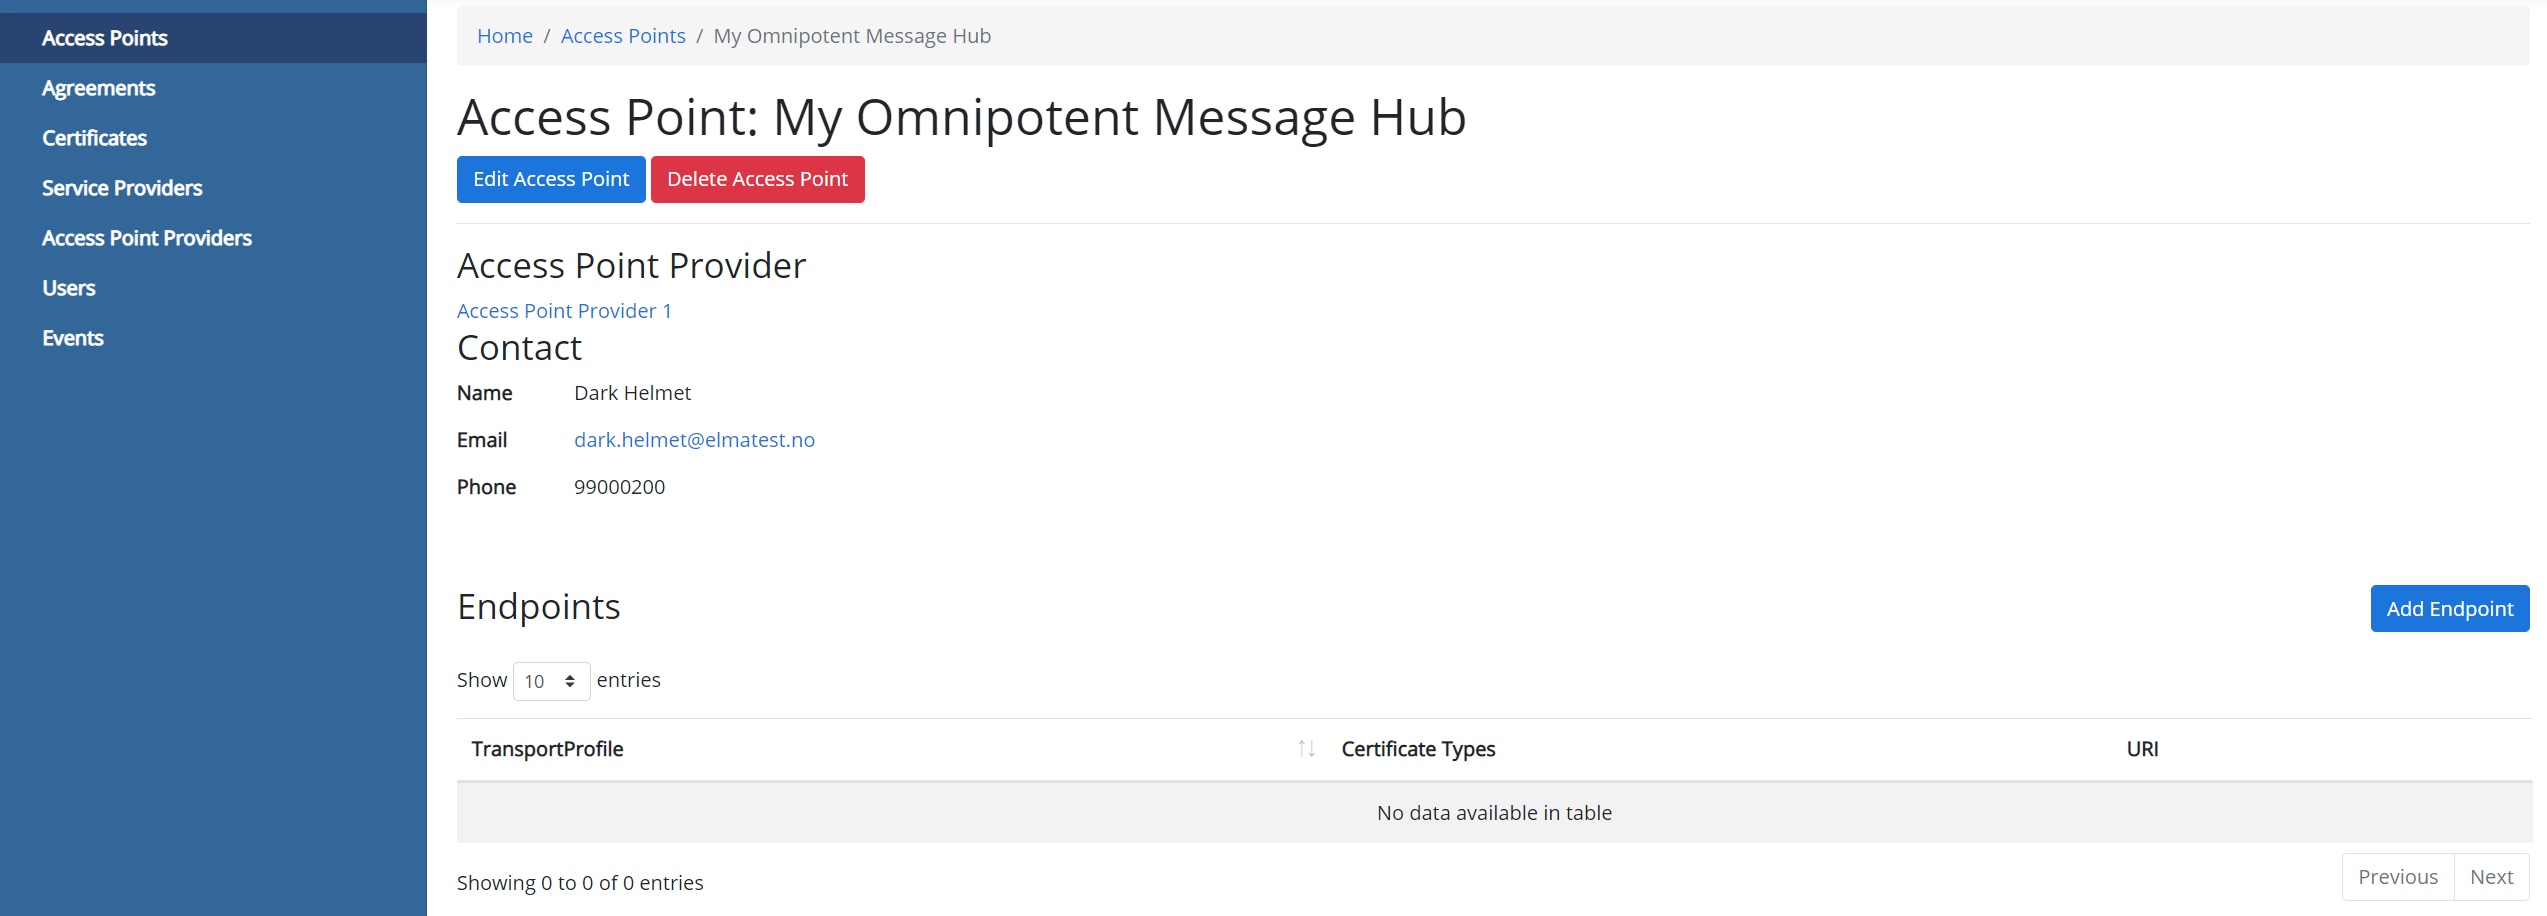 Access Points
Agreements
Certificates
Service Providers
Access Point Providers
Users
Events
Home / Access Points / My Omnipotent Message Hub
Access Point: My Omnipotent Message Hub
Edit Access Point Delete Access Point
Access Point Provider
Access Point Provider 1
Contact
Name Dark Helmet
Email dark.helmet@elmatest.no
Phone 99000200
Endpoints Add Endpoint
Show 10 entries
TransportProfile Certificate Types URI
No data available in table
Showing 0 to 0 of 0 entries Previous Next